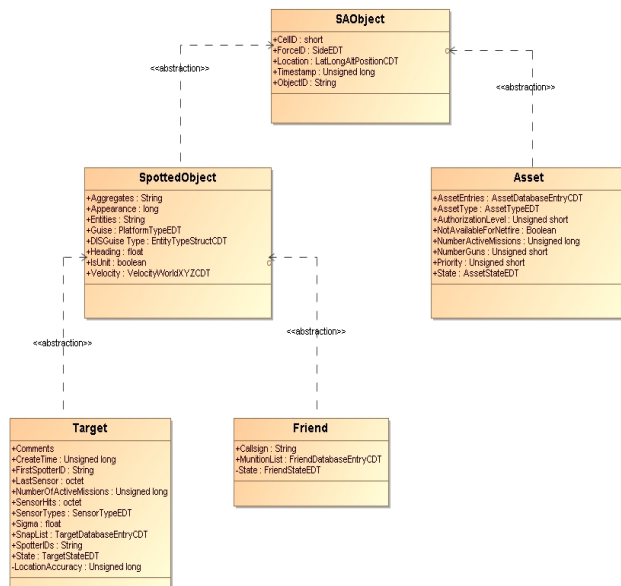 SAObject
+CellID : short
+ForceID : SideEDT
+Location : LatLongAltPositionCDT
+Timestamp : Unsigned long
+ObjectID : String
<<abstraction>>
<<abstraction>>
SpottedObject
+Aggregates : String
+Appearance : long
+Entities : String
+Guise : PlatformTypeEDT
+DISGuise Type : EntityTypeStructCDT
+Heading : float
+IsUnit : boolean
+Velocity : VelocityWorldXYZCDT
Asset
+AssetEntries : AssetDatabaseEntryCDT
+AssetType : AssetTypeEDT
+AuthorizationLevel : Unsigned short
+NotAvailableForNetfire : Boolean
+NumberActiveMissions : Unsigned long
+NumberGuns : Unsigned short
+Priority : Unsigned short
+State : AssetStateEDT
<<abstraction>>
<<abstraction>>
Target
+Comments
+CreateTime : Unsigned long
+FirstSpotterID : String
+LastSensor : octet
+NumberOfActiveMissions : Unsigned long
+SensorHits : octet
+SensorTypes : SensorTypeEDT
+Sigma : float
+SnapList : TargetDatabaseEntryCDT
+SpotterIDs : String
+State : TargetStateEDT
-LocationAccuracy : Unsigned long
Friend
+Callsign : String
+MunitionList : FriendDatabaseEntryCDT
-State : FriendStateEDT